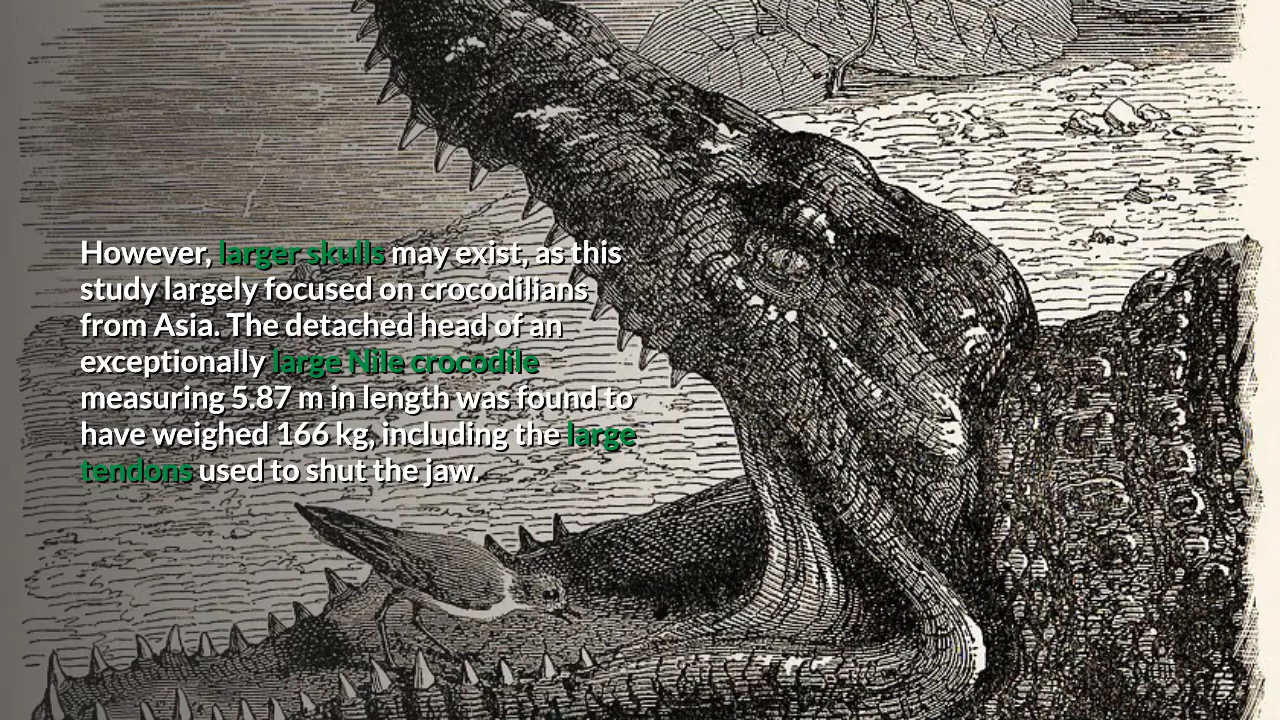 However, larger skulls may exist, as this
study largely focused on crocodilians
from Asia. The detached head of an
exceptionally large Nile crocodile
measuring 5.87 m in length was found to
have weighed 166 kg, including the large
tendons used to shut the jaw.